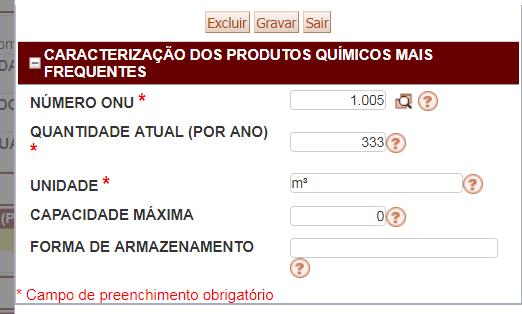 Excluir Gravar Sair
CARACTERIZAÇÃO DOS PRODUTOS QUÍMICOS MAIS
FREQUENTES
NÚMERO ONU * 1.005 ?
QUANTIDADE ATUAL (POR ANO)
* 333 ?
UNIDADE * m³ ?
CAPACIDADE MÁXIMA 0 ?
FORMA DE ARMAZENAMENTO
?
* Campo de preenchimento obrigatório